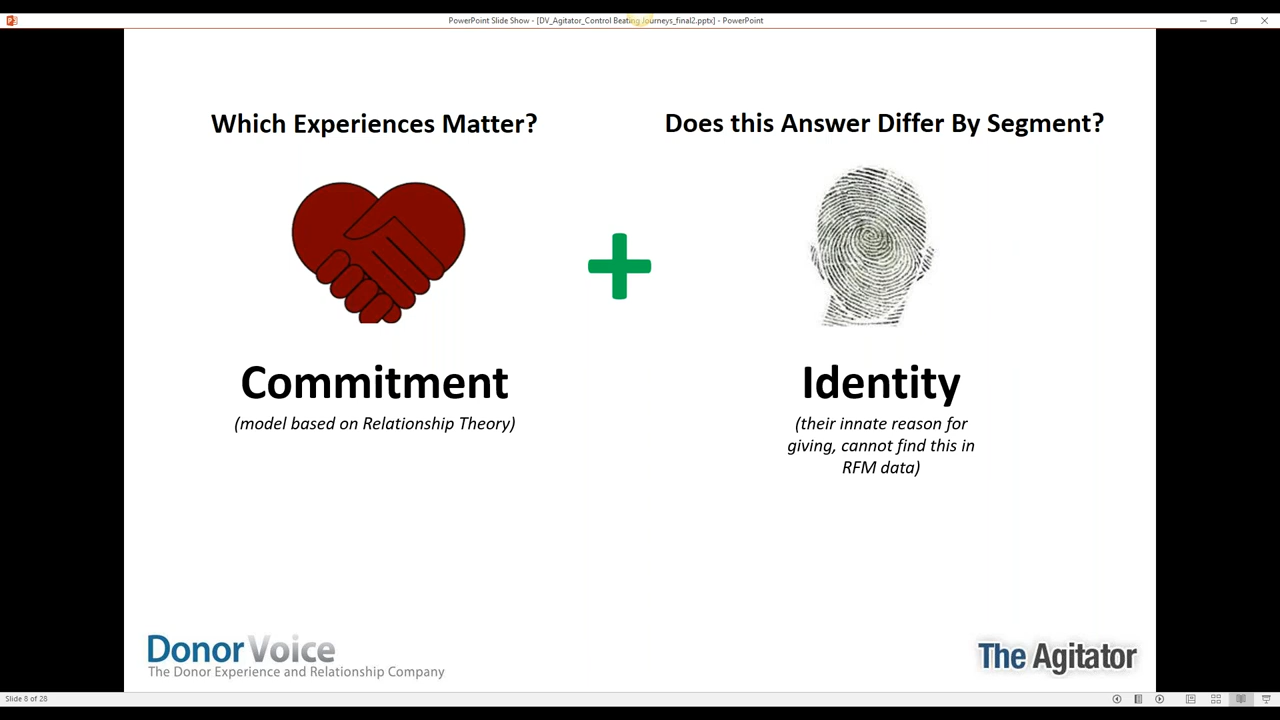 PowerPoint Slide Show - [DV_Agitator_Control Beating Journeys_final2.pptx] - PowerPoint
Which Experiences Matter?
Does this Answer Differ By Segment?
Commitment
(model based on Relationship Theory)
Identity
(their innate reason for
giving, cannot find this in
RFM data)
DonorVoice
The Donor Experience and Relationship Company
The Agitator
Slide 8 of 28